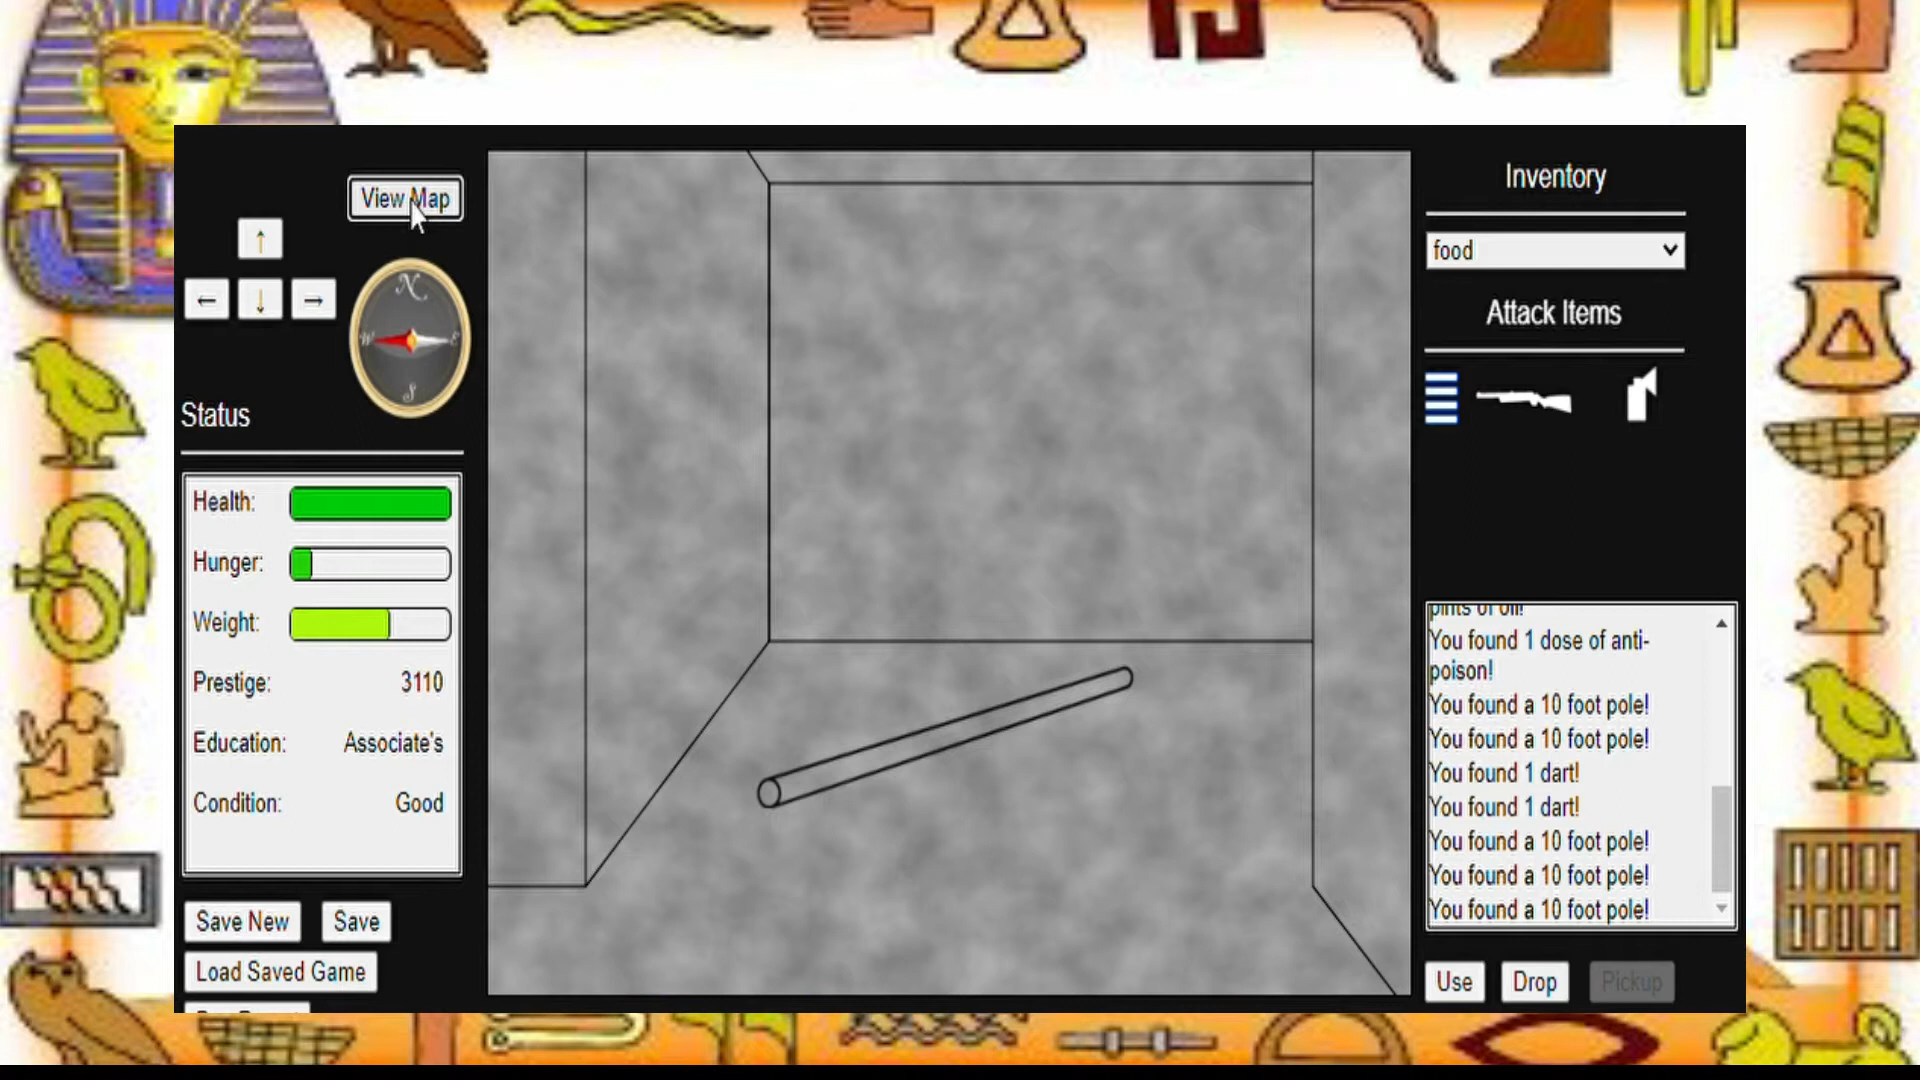 View Map
↑
← ↓ →
N
W E
S
Status
Health:
Hunger:
Weight:
Prestige: 3110
Education: Associate's
Condition: Good
Save New Save
Load Saved Game
Inventory
food
Attack Items
pints of oil!
You found 1 dose of anti-
poison!
You found a 10 foot pole!
You found a 10 foot pole!
You found 1 dart!
You found 1 dart!
You found a 10 foot pole!
You found a 10 foot pole!
You found a 10 foot pole!
Use Drop Pickup